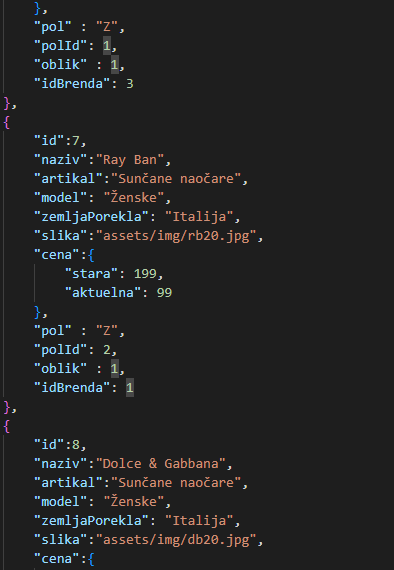 },
"pol" : "Z",
"polId": 1,
"oblik" : 1,
"idBrenda": 3
},
{
"id":7,
"naziv":"Ray Ban",
"artikal":"Sunčane naočare",
"model": "Ženske",
"zemljaPorekla": "Italija",
"slika":"assets/img/rb20.jpg",
"cena":{
"stara": 199,
"aktuelna": 99
},
"pol" : "Z",
"polId": 2,
"oblik" : 1,
"idBrenda": 1
},
{
"id":8,
"naziv":"Dolce & Gabbana",
"artikal":"Sunčane naočare",
"model": "Ženske",
"zemljaPorekla": "Italija",
"slika":"assets/img/db20.jpg",
"cena":{